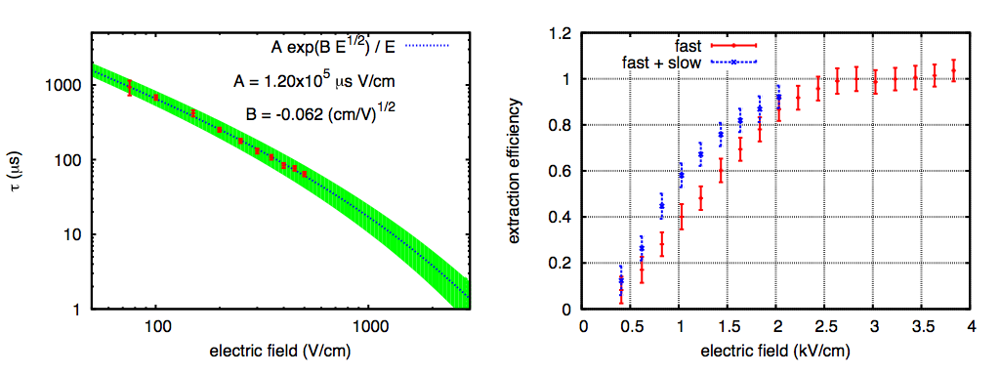 A exp(B E^1/2) / E
A = 1.20x10^5 μs V/cm
B = -0.062 (cm/V)^1/2
1000
100
10
1
τ (μs)
100
1000
electric field (V/cm)
fast
fast + slow
1.2
1
0.8
0.6
0.4
0.2
0
extraction efficiency
0
0.5
1
1.5
2
2.5
3
3.5
4
electric field (kV/cm)